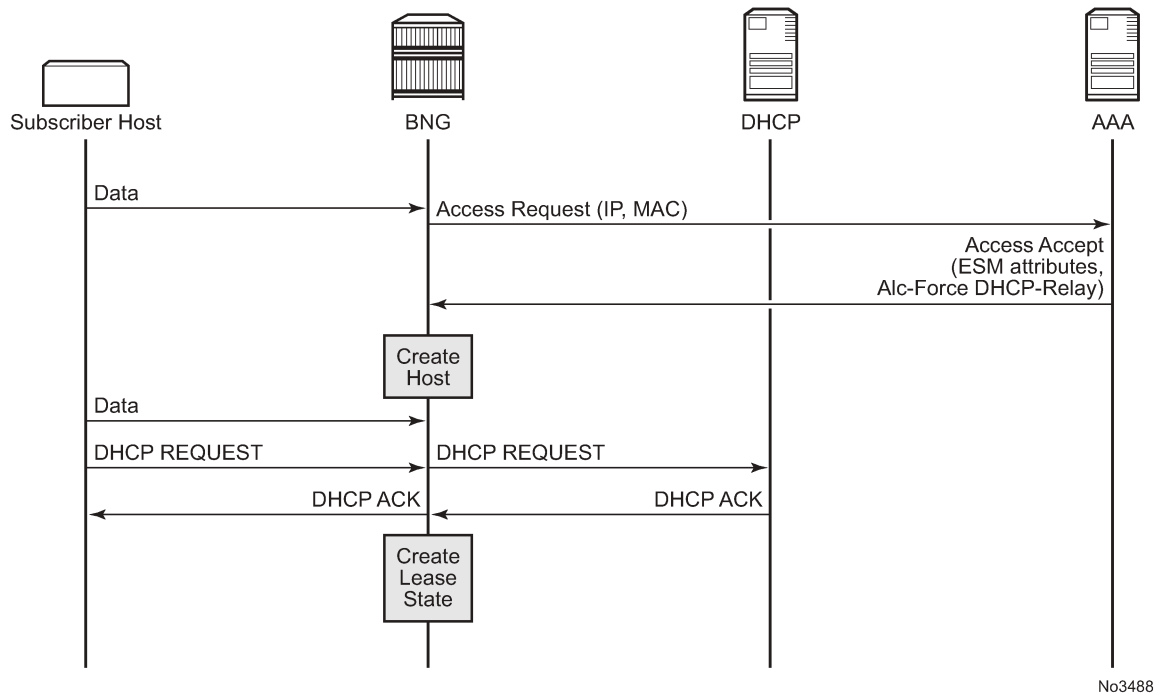 Subscriber Host
BNG
DHCP
AAA
Data
Access Request (IP, MAC)
Access Accept
(ESM attributes,
Alc-Force DHCP-Relay)
Create
Host
Data
DHCP REQUEST
DHCP REQUEST
DHCP ACK
DHCP ACK
Create
Lease
State
No3488